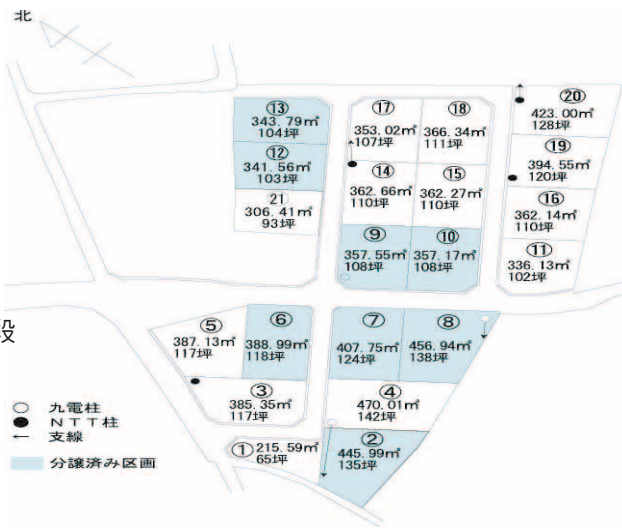 北
⑬
343.79㎡
104坪
⑫
341.56㎡
103坪
21
306.41㎡
93坪
⑰
353.02㎡
107坪
⑱
366.34㎡
111坪
⑭
362.66㎡
110坪
⑮
362.27㎡
110坪
⑨
357.55㎡
108坪
⑩
357.17㎡
108坪
⑳
423.00㎡
128坪
⑲
394.55㎡
120坪
⑯
362.14㎡
110坪
⑪
336.13㎡
102坪
段
⑤
387.13㎡
117坪
⑥
388.99㎡
118坪
⑦
407.75㎡
124坪
⑧
456.94㎡
138坪
③
385.35㎡
117坪
④
470.01㎡
142坪
① 215.59㎡
65坪
②
445.99㎡
135坪
○ 九電柱
● NTT柱
← 支線
分譲済み区画